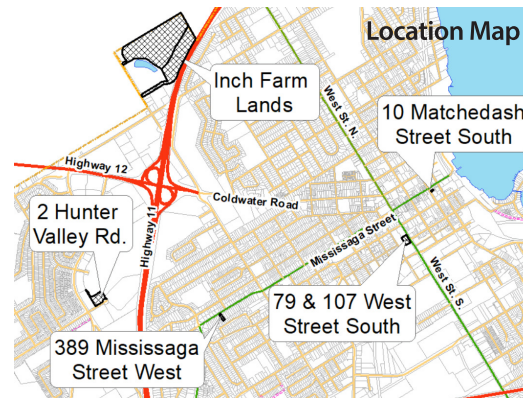 Location Map
Inch Farm
Lands
West St. N.
10 Matchedash
Street South
Highway 12
Coldwater Road
2 Hunter
Valley Rd.
Highway 11
Mississaga Street
79 & 107 West
Street South
West St. S.
389 Mississaga
Street West